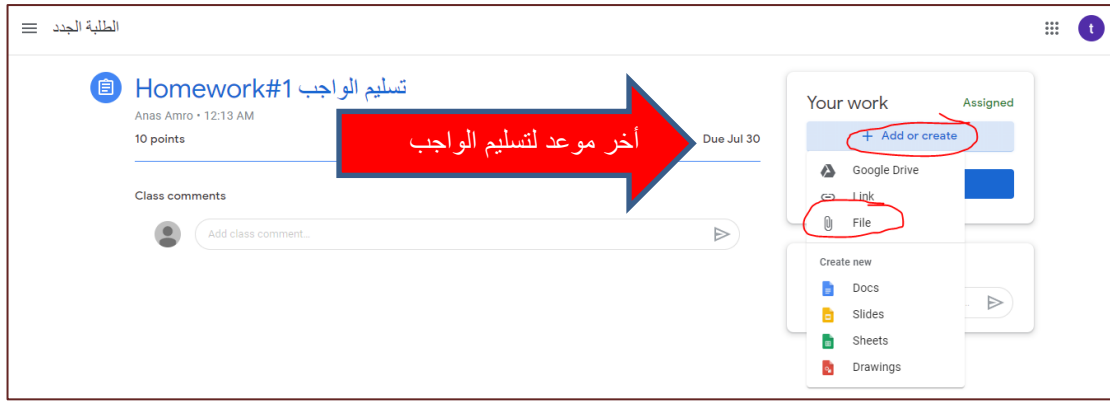 الطلبة الجدد
t
تسليم الواجب Homework#1
Anas Amro • 12:13 AM
10 points
Due Jul 30
أخر موعد لتسليم الواجب
Class comments
Add class comment...
Your work
Assigned
+ Add or create
Google Drive
Link
File
Create new
Docs
Slides
Sheets
Drawings